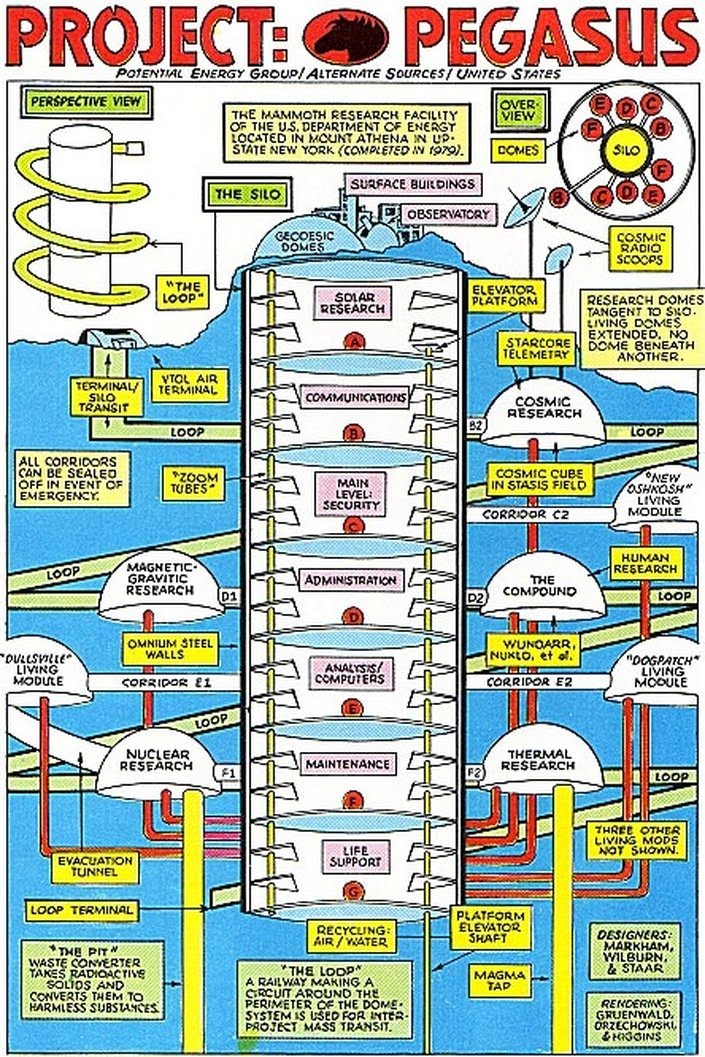 PROJECT: PEGASUS
POTENTIAL ENERGY GROUP/ALTERNATE SOURCES/UNITED STATES
PERSPECTIVE VIEW
THE MAMMOTH RESEARCH FACILITY
OF THE U.S. DEPARTMENT OF ENERGY
LOCATED IN MOUNT ATHENA IN UP-
STATE NEW YORK (COMPLETED IN 1979).
OVER-
VIEW
DOMES
E
D
C
F
B
SILO
F
B
C
D
E
THE SILO
SURFACE BUILDINGS
OBSERVATORY
GEODESIC
DOMES
COSMIC
RADIO
SCOOPS
"THE
LOOP"
SOLAR
RESEARCH
A
ELEVATOR
PLATFORM
RESEARCH DOMES
TANGENT TO SILO.
LIVING DOMES
EXTENDED, NO
DOME BENEATH
ANOTHER.
STARCORE
TELEMETRY
TERMINAL/
SILO
TRANSIT
VTOL AIR
TERMINAL
LOOP
COMMUNICATIONS
B
B2
COSMIC
RESEARCH
LOOP
ALL CORRIDORS
CAN BE SEALED
OFF IN EVENT OF
EMERGENCY.
"ZOOM
TUBES"
MAIN
LEVEL:
SECURITY
C
COSMIC CUBE
IN STASIS FIELD
CORRIDOR C2
"NEW
OSHKOSH"
LIVING
MODULE
LOOP
MAGNETIC-
GRAVITIC
RESEARCH
D1
ADMINISTRATION
D
D2
THE
COMPOUND
HUMAN
RESEARCH
LOOP
OMNIUM STEEL
WALLS
WUNDARR,
NUKLO, et al.
"DULLSVILLE"
LIVING
MODULE
CORRIDOR E1
ANALYSIS/
COMPUTERS
E
CORRIDOR E2
"DOGPATCH"
LIVING
MODULE
LOOP
NUCLEAR
RESEARCH
F1
MAINTENANCE
F
F2
THERMAL
RESEARCH
LOOP
EVACUATION
TUNNEL
LIFE
SUPPORT
G
THREE OTHER
LIVING MODS
NOT SHOWN.
LOOP TERMINAL
RECYCLING:
AIR/WATER
PLATFORM
ELEVATOR
SHAFT
"THE PIT"
WASTE CONVERTER
TAKES RADIOACTIVE
SOLIDS AND
CONVERTS THEM TO
HARMLESS SUBSTANCES.
"THE LOOP"
A RAILWAY MAKING A
CIRCUIT AROUND THE
PERIMETER OF THE DOME-
SYSTEM IS USED FOR INTER-
PROJECT MASS TRANSIT.
MAGMA
TAP
DESIGNERS:
MARKHAM,
WILBURN,
& STAAR
RENDERING:
GRUENWALD,
ORZECHOWSKI,
& HIGGINS